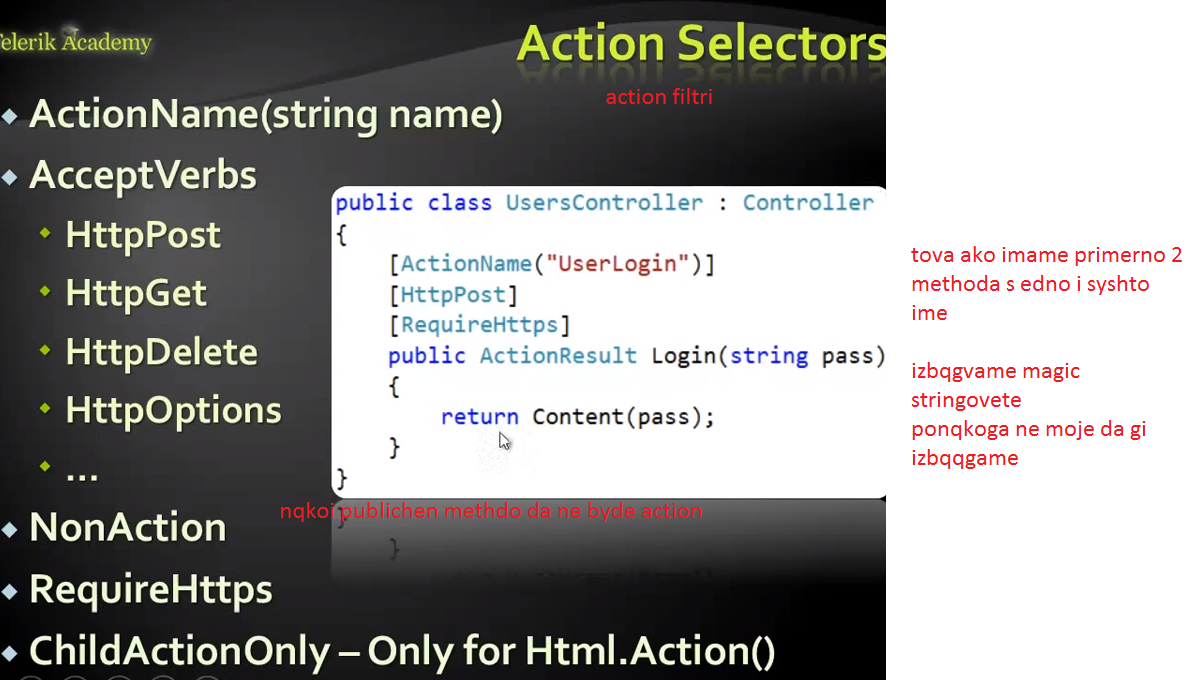 Telerik Academy
Action Selectors
action filtri
ActionName(string name)
AcceptVerbs
HttpPost
HttpGet
HttpDelete
HttpOptions
...
NonAction
RequireHttps
ChildActionOnly – Only for Html.Action()
public class UsersController : Controller
{
[ActionName("UserLogin")]
[HttpPost]
[RequireHttps]
public ActionResult Login(string pass)
{
return Content(pass);
}
}
nqkoi publichen methdo da ne byde action
tova ako imame primerno 2
methoda s edno i syshto
ime
izbqgvame magic
stringovete
ponqkoga ne moje da gi
izbqqgame